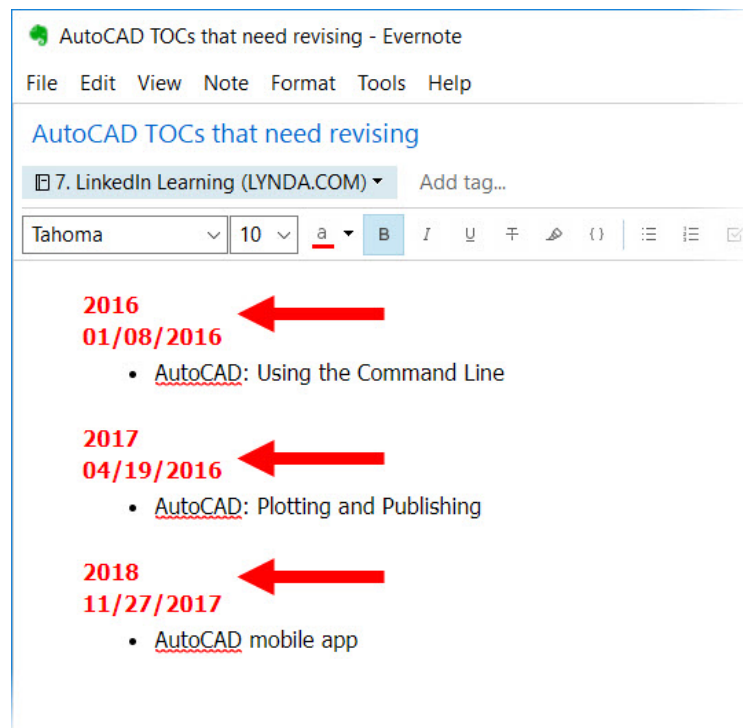 AutoCAD TOCs that need revising - Evernote
File Edit View Note Format Tools Help
AutoCAD TOCs that need revising
7. LinkedIn Learning (LYNDA.COM) Add tag...
Tahoma 10 a B I U T {}
2016
01/08/2016
• AutoCAD: Using the Command Line
2017
04/19/2016
• AutoCAD: Plotting and Publishing
2018
11/27/2017
• AutoCAD mobile app